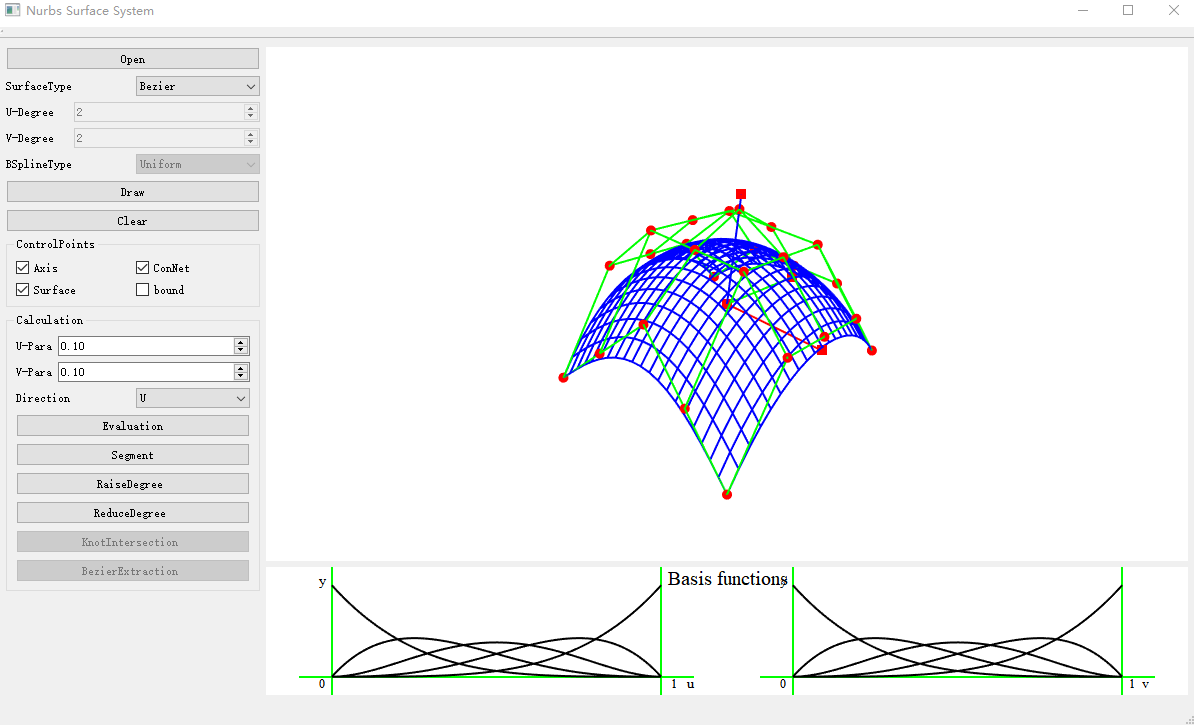 Nurbs Surface System
Open
SurfaceType Bezier
U-Degree 2
V-Degree 2
BSplineType Uniform
Draw
Clear
ControlPoints
Axis ConNet
Surface bound
Calculation
U-Para 0.10
V-Para 0.10
Direction U
Evaluation
Segment
RaiseDegree
ReduceDegree
KnotIntersection
BezierExtraction
Basis functions
y y
0 1 u 0 1 v